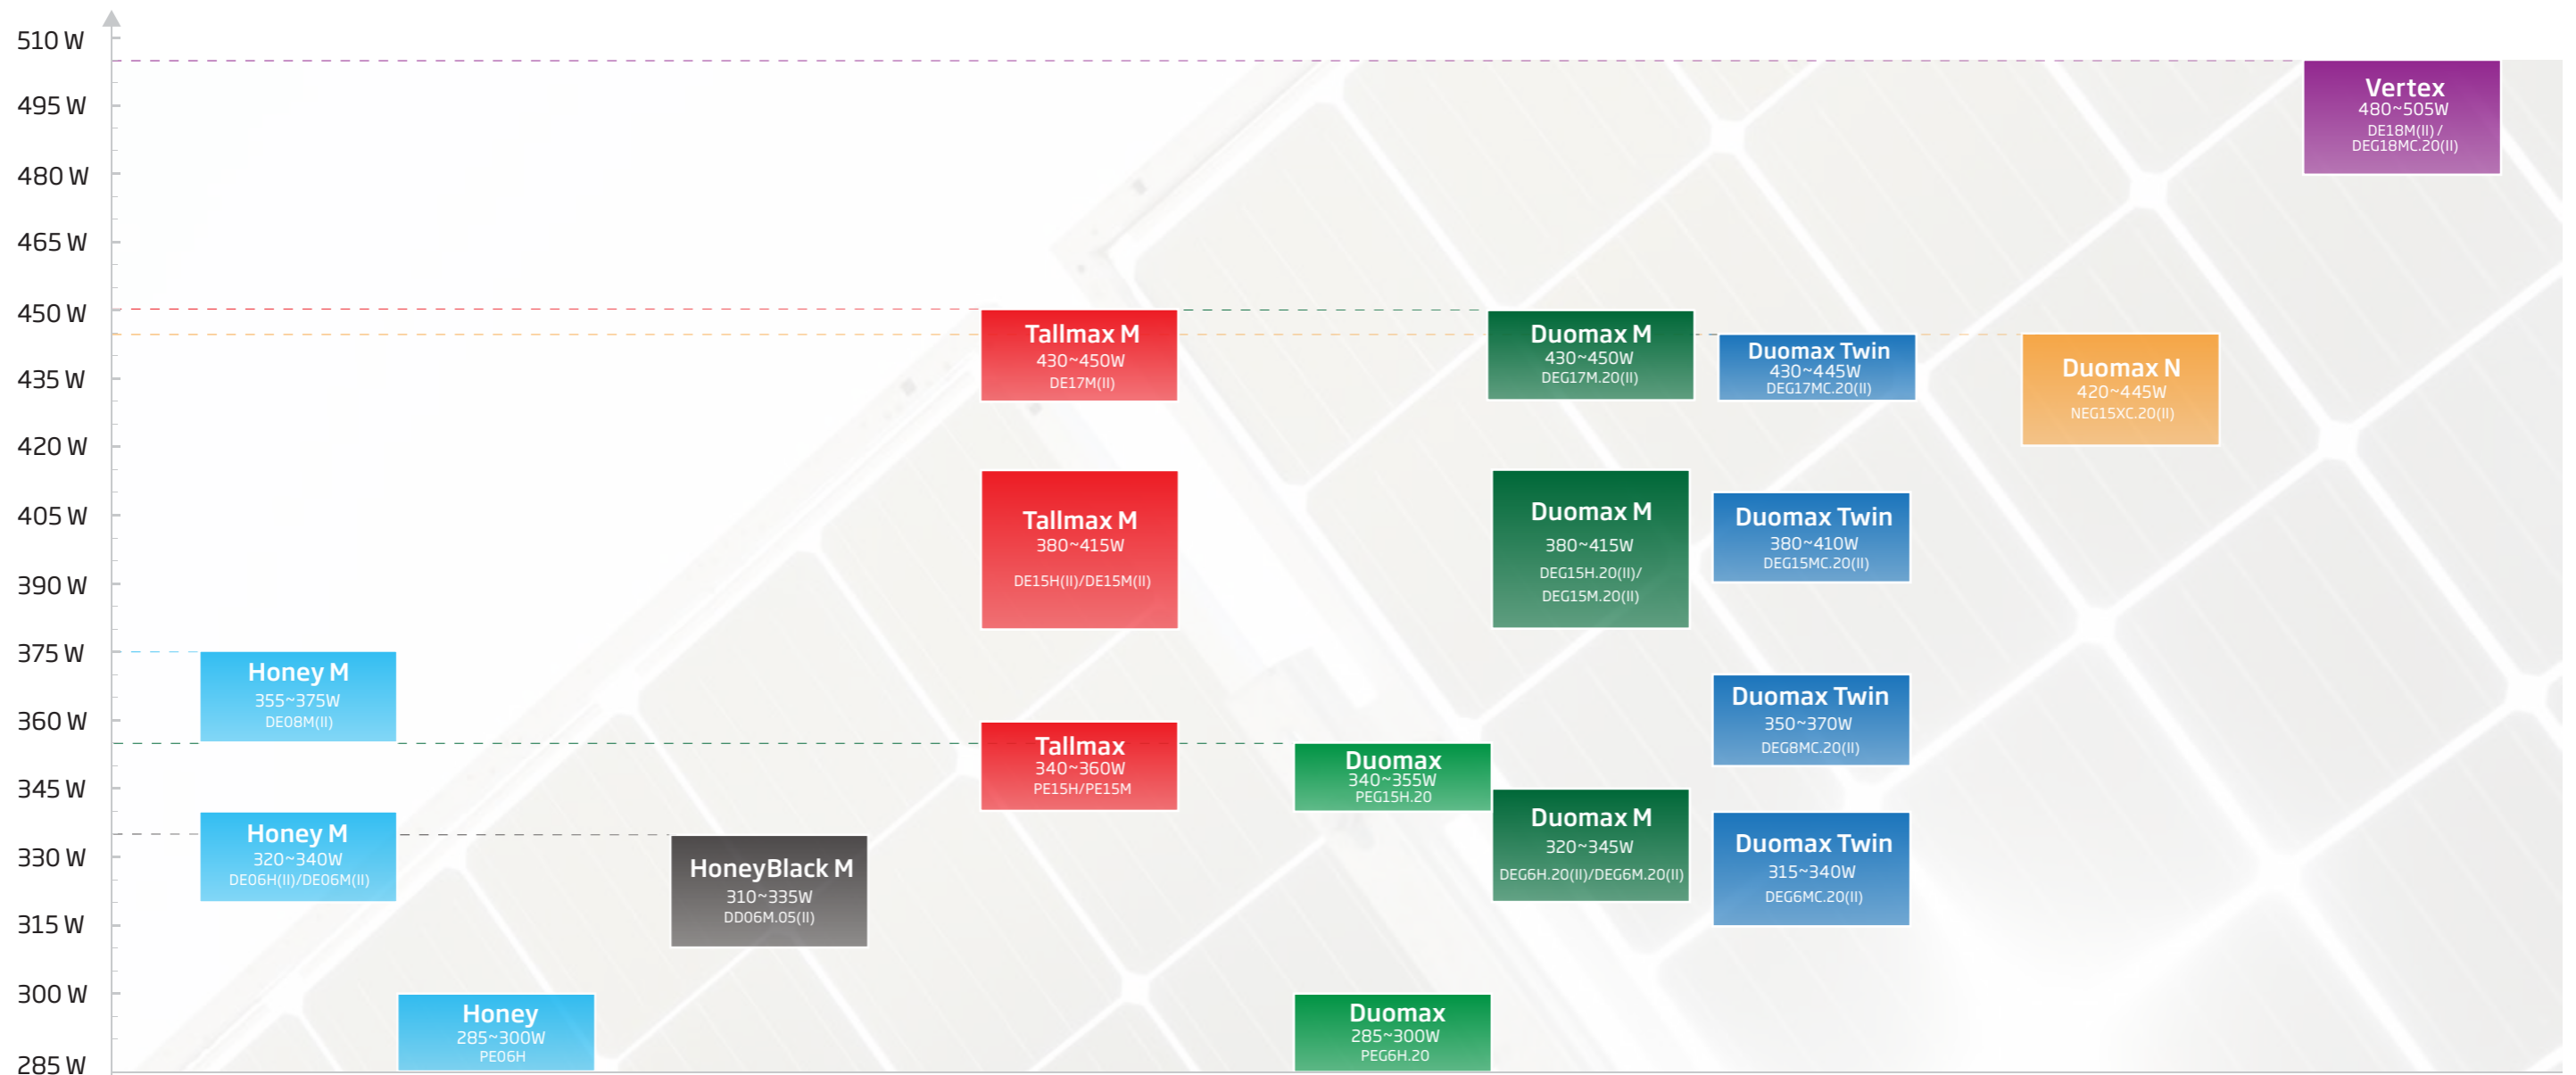 510 W
495 W
480 W
465 W
450 W
435 W
420 W
405 W
390 W
375 W
360 W
345 W
330 W
315 W
300 W
285 W
Honey M
355~375W
DE08M(II)
Honey M
320~340W
DE06H(II)/DE06M(II)
Honey
285~300W
PE06H
HoneyBlack M
310~335W
DD06M.05(II)
Tallmax M
430~450W
DE17M(II)
Tallmax M
380~415W
DE15H(II)/DE15M(II)
Tallmax
340~360W
PE15H/PE15M
Duomax
340~355W
PEG15H.20
Duomax
285~300W
PEG6H.20
Duomax M
430~450W
DEG17M.20(II)
Duomax M
380~415W
DEG15H.20(II)/
DEG15M.20(II)
Duomax M
320~345W
DEG6H.20(II)/DEG6M.20(II)
Duomax Twin
430~445W
DEG17MC.20(II)
Duomax Twin
380~410W
DEG15MC.20(II)
Duomax Twin
350~370W
DEG8MC.20(II)
Duomax Twin
315~340W
DEG6MC.20(II)
Duomax N
420~445W
NEG15XC.20(II)
Vertex
480~505W
DE18M(II) /
DEG18MC.20(II)